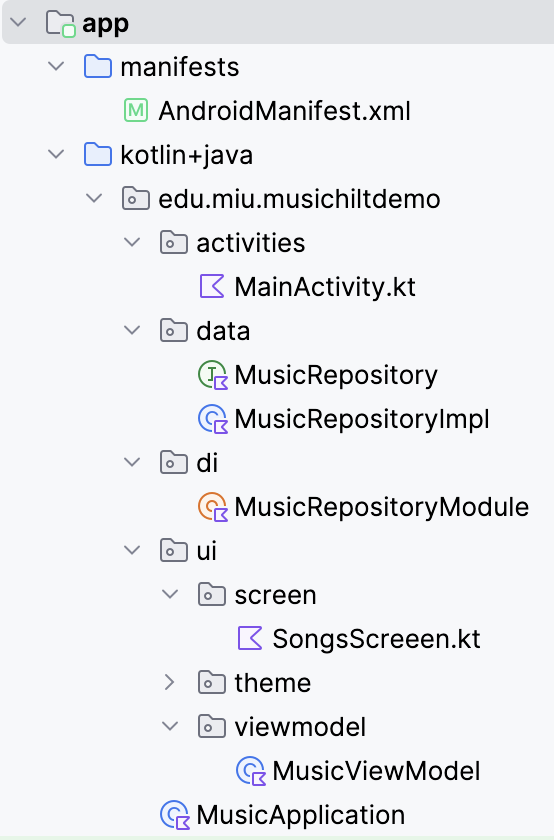 app
manifests
M AndroidManifest.xml
kotlin+java
edu.miu.musichiltdemo
activities
MainActivity.kt
data
I MusicRepository
C MusicRepositoryImpl
di
C MusicRepositoryModule
ui
screen
SongsScreeen.kt
theme
viewmodel
C MusicViewModel
C MusicApplication